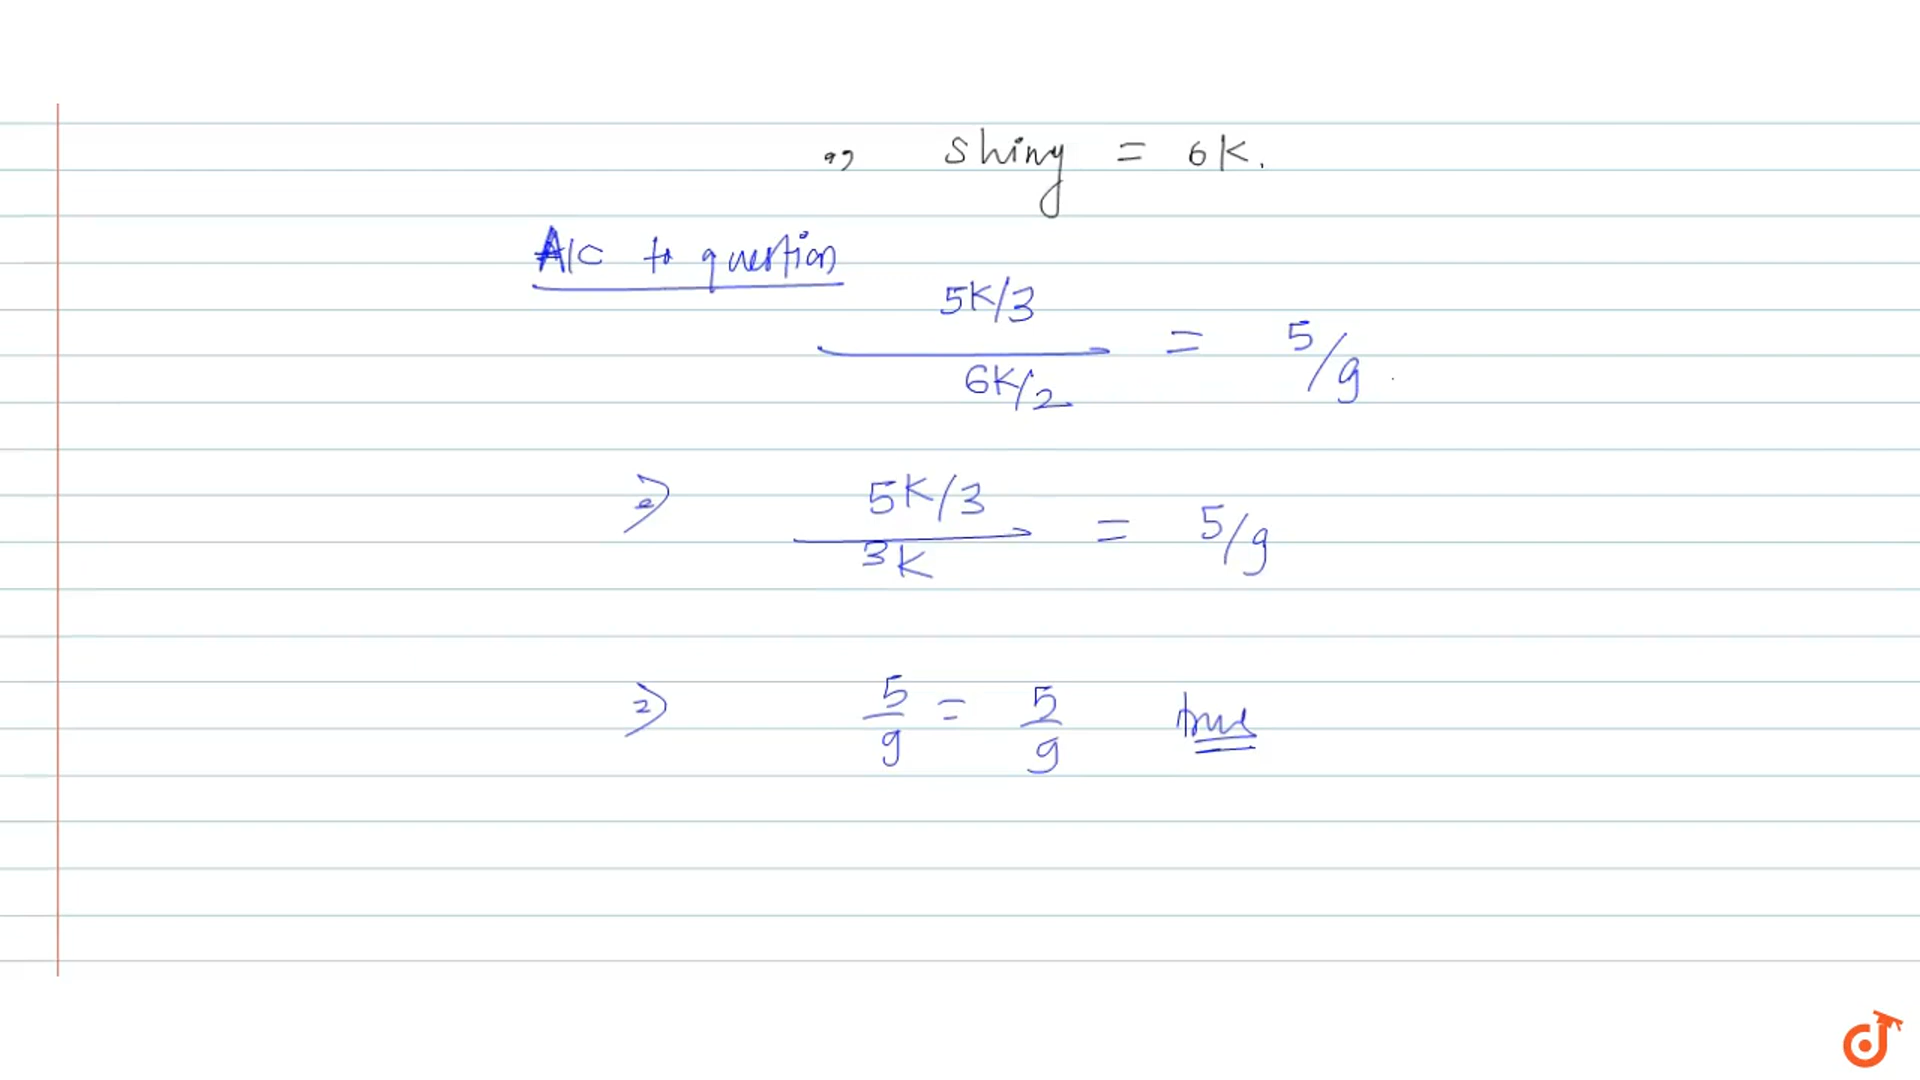 ,, Shiny = 6K.
A/C to question
5K/3
= 5/9
6K/2
⇒ 5K/3
= 5/9
3K
⇒ 5/9 = 5/9 true